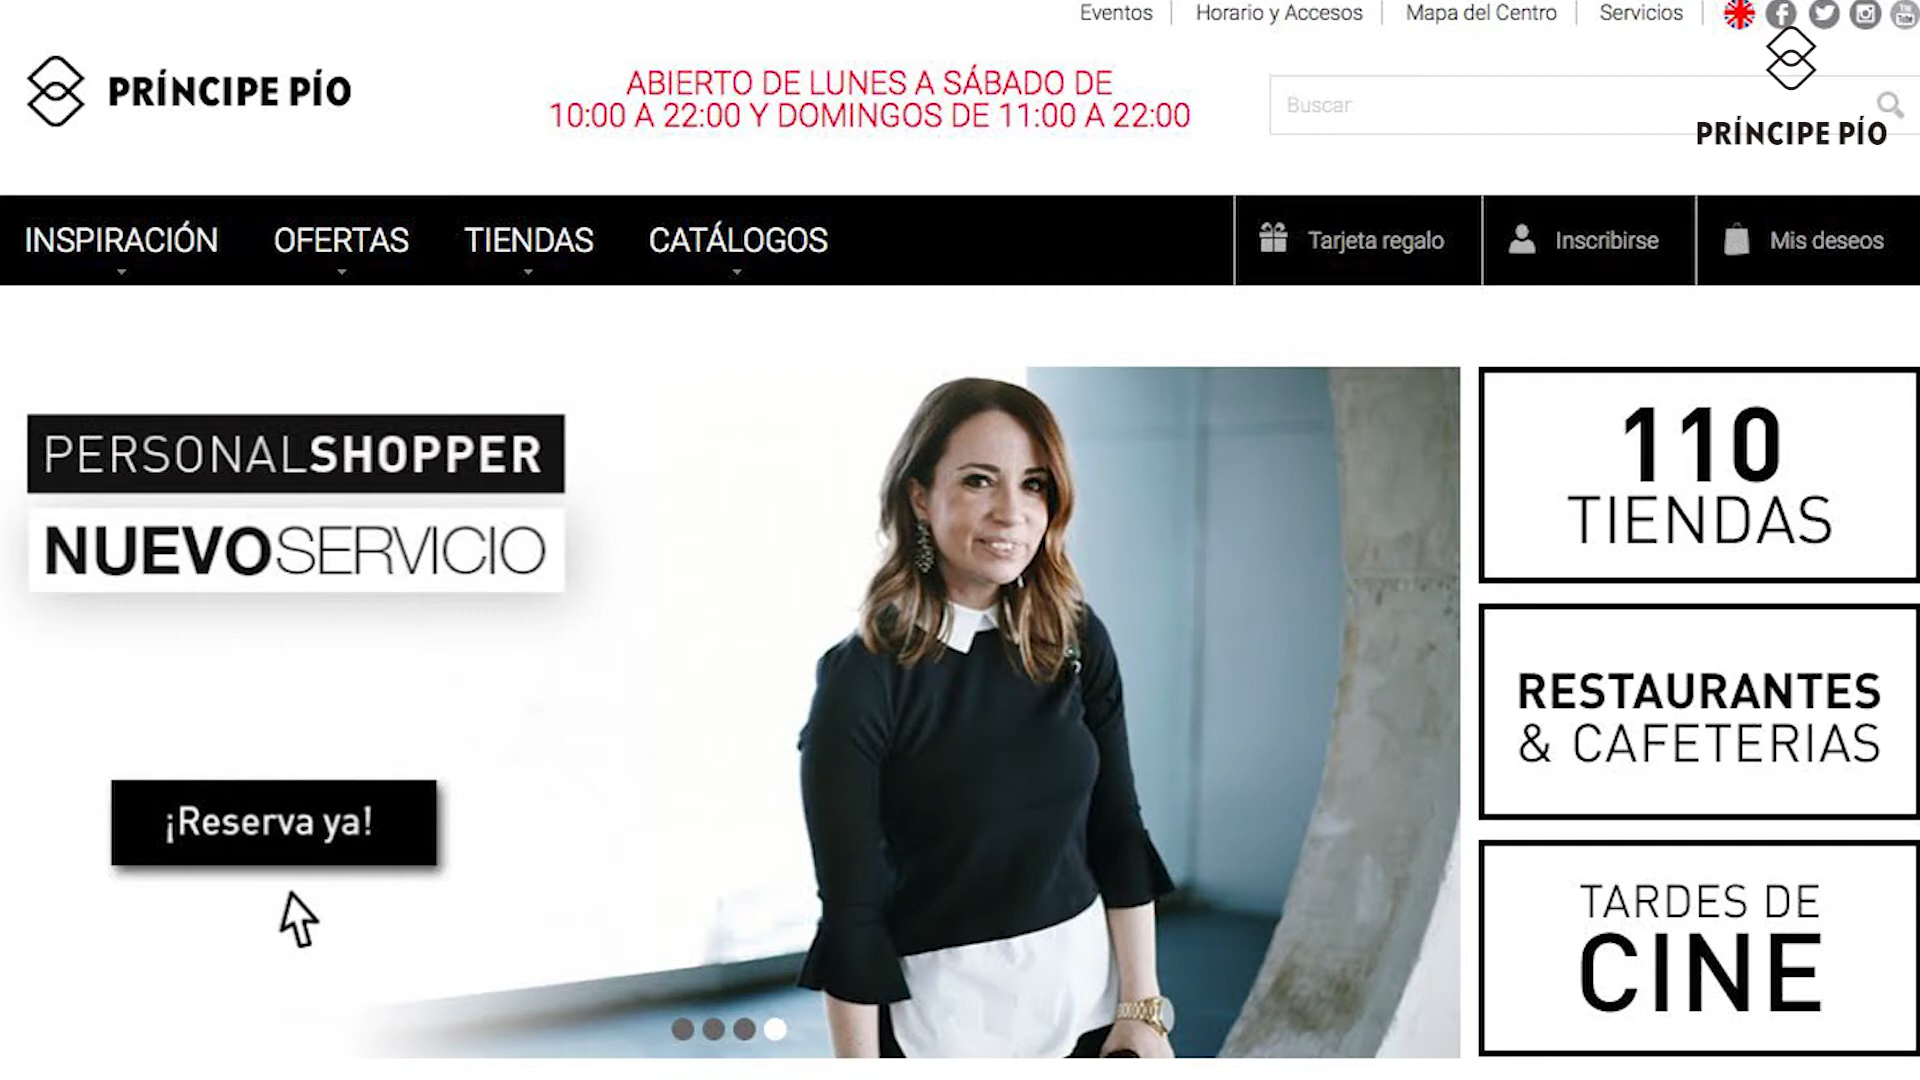 Eventos
Horario y Accesos
Mapa del Centro
Servicios
PRÍNCIPE PÍO
ABIERTO DE LUNES A SÁBADO DE
10:00 A 22:00 Y DOMINGOS DE 11:00 A 22:00
Buscar
PRÍNCIPE PÍO
INSPIRACIÓN
OFERTAS
TIENDAS
CATÁLOGOS
Tarjeta regalo
Inscribirse
Mis deseos
PERSONALSHOPPER
NUEVOSERVICIO
¡Reserva ya!
110
TIENDAS
RESTAURANTES
& CAFETERIAS
TARDES DE
CINE